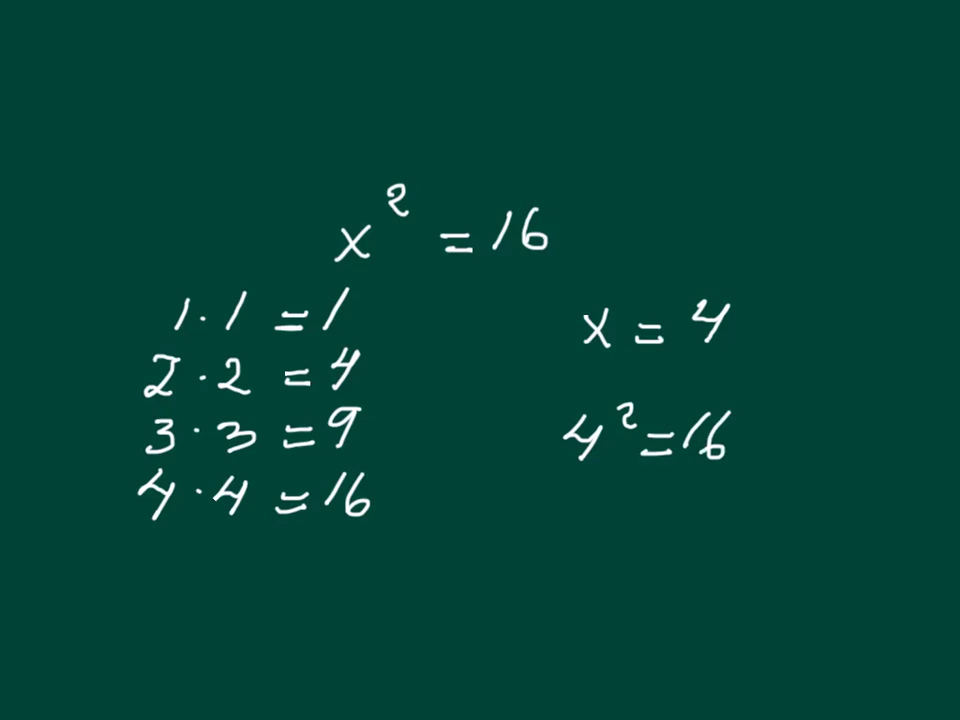 x² = 16
1 · 1 = 1
2 · 2 = 4
3 · 3 = 9
4 · 4 = 16
x = 4
4² = 16